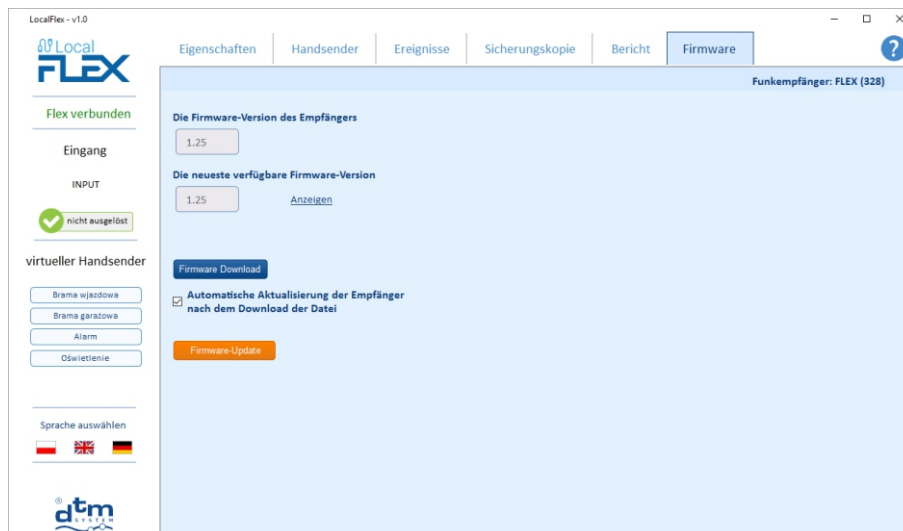 LocalFlex - v1.0
Local
FLEX
Eigenschaften
Handsender
Ereignisse
Sicherungskopie
Bericht
Firmware
?
Funkempfänger: FLEX (328)
Flex verbunden
Eingang
INPUT
nicht ausgelöst
virtueller Handsender
Brama wjazdowa
Brama garażowa
Alarm
Oświetlenie
Sprache auswählen
® dtm
SYSTEM
Die Firmware-Version des Empfängers
1.25
Die neueste verfügbare Firmware-Version
1.25 Anzeigen
Firmware Download
Automatische Aktualisierung der Empfänger
nach dem Download der Datei
Firmware-Update